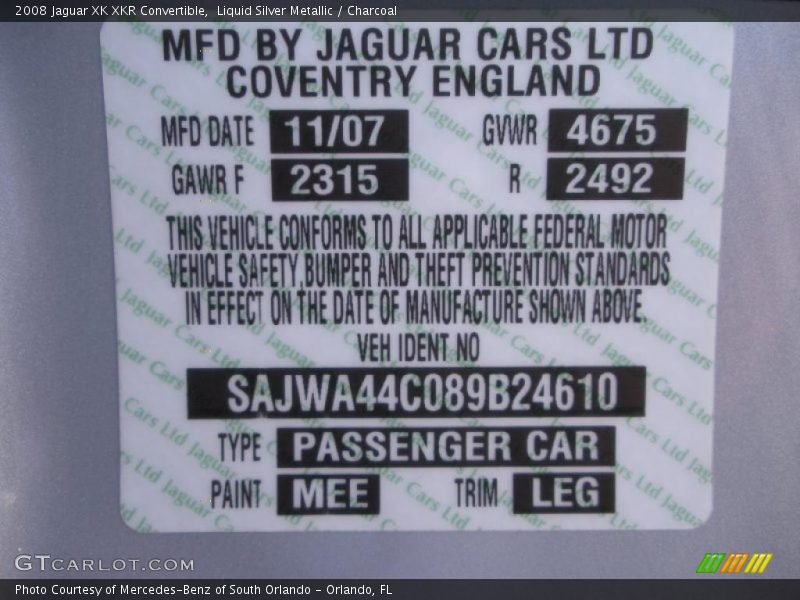 2008 Jaguar XK XKR Convertible,  Liquid Silver Metallic / Charcoal
MFD BY JAGUAR CARS LTD
COVENTRY ENGLAND
MFD DATE 11/07 GVWR 4675
GAWR F 2315 R 2492
THIS VEHICLE CONFORMS TO ALL APPLICABLE FEDERAL MOTOR
VEHICLE SAFETY,BUMPER AND THEFT PREVENTION STANDARDS
IN EFFECT ON THE DATE OF MANUFACTURE SHOWN ABOVE.
VEH IDENT NO
SAJWA44C089B24610
TYPE PASSENGER CAR
PAINT MEE TRIM LEG
GTCARLOT.COM
Photo Courtesy of Mercedes-Benz of South Orlando - Orlando, FL